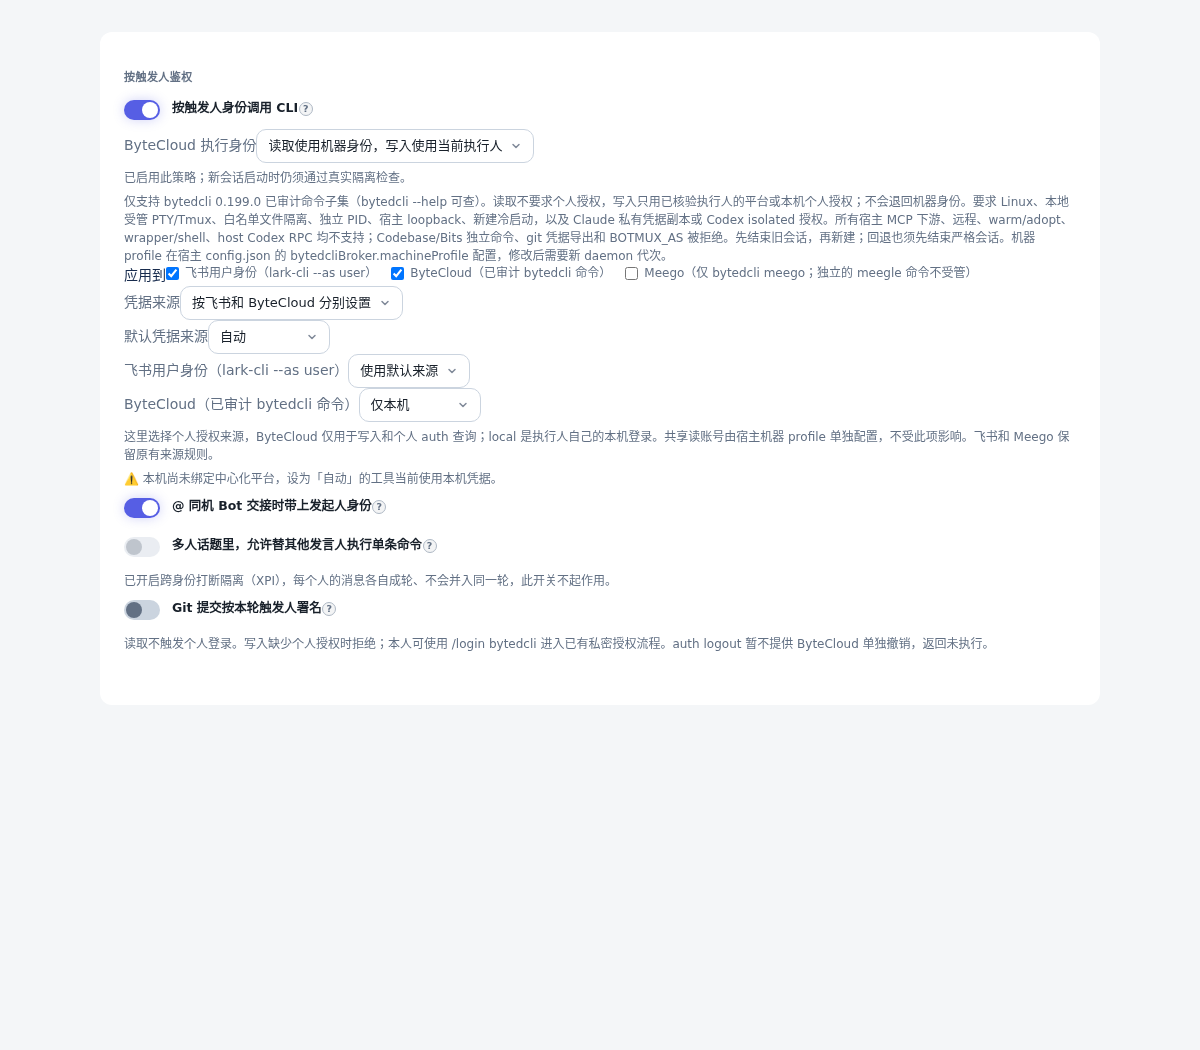 按触发人鉴权
按触发人身份调用 CLI?
ByteCloud 执行身份 读取使用机器身份，写入使用当前执行人
已启用此策略；新会话启动时仍须通过真实隔离检查。
仅支持 bytedcli 0.199.0 已审计命令子集（bytedcli --help 可查）。读取不要求个人授权，写入只用已核验执行人的平台或本机个人授权；不会退回机器身份。要求 Linux、本地
受管 PTY/Tmux、白名单文件隔离、独立 PID、宿主 loopback、新建冷启动，以及 Claude 私有凭据副本或 Codex isolated 授权。所有宿主 MCP 下游、远程、warm/adopt、
wrapper/shell、host Codex RPC 均不支持；Codebase/Bits 独立命令、git 凭据导出和 BOTMUX_AS 被拒绝。先结束旧会话，再新建；回退也须先结束严格会话。机器
profile 在宿主 config.json 的 bytedcliBroker.machineProfile 配置，修改后需要新 daemon 代次。
应用到 飞书用户身份（lark-cli --as user） ByteCloud（已审计 bytedcli 命令） Meego（仅 bytedcli meego；独立的 meegle 命令不受管）
凭据来源 按飞书和 ByteCloud 分别设置
默认凭据来源 自动
飞书用户身份（lark-cli --as user） 使用默认来源
ByteCloud（已审计 bytedcli 命令） 仅本机
这里选择个人授权来源，ByteCloud 仅用于写入和个人 auth 查询；local 是执行人自己的本机登录。共享读账号由宿主机器 profile 单独配置，不受此项影响。飞书和 Meego 保
留原有来源规则。
⚠️ 本机尚未绑定中心化平台，设为「自动」的工具当前使用本机凭据。
@ 同机 Bot 交接时带上发起人身份?
多人话题里，允许替其他发言人执行单条命令?
已开启跨身份打断隔离（XPI），每个人的消息各自成轮、不会并入同一轮，此开关不起作用。
Git 提交按本轮触发人署名?
读取不触发个人登录。写入缺少个人授权时拒绝；本人可使用 /login bytedcli 进入已有私密授权流程。auth logout 暂不提供 ByteCloud 单独撤销，返回未执行。